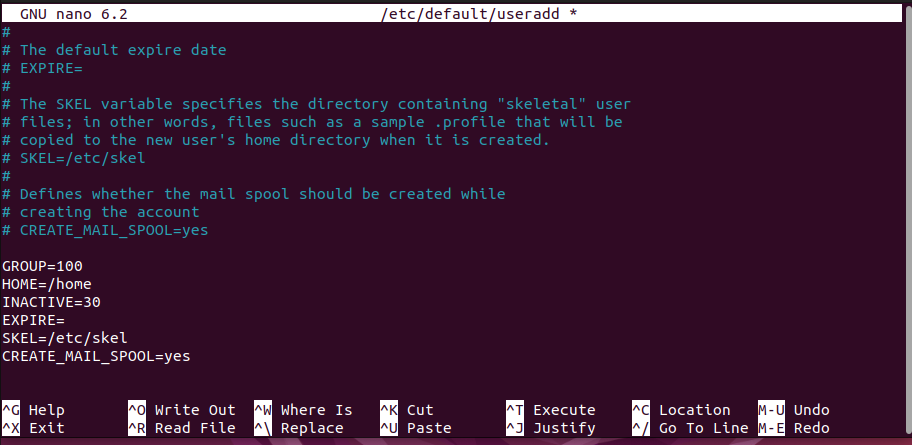 GNU nano 6.2 /etc/default/useradd *
#
# The default expire date
# EXPIRE=
#
# The SKEL variable specifies the directory containing "skeletal" user
# files; in other words, files such as a sample .profile that will be
# copied to the new user's home directory when it is created.
# SKEL=/etc/skel
#
# Defines whether the mail spool should be created while
# creating the account
# CREATE_MAIL_SPOOL=yes
GROUP=100
HOME=/home
INACTIVE=30
EXPIRE=
SKEL=/etc/skel
CREATE_MAIL_SPOOL=yes
^G Help ^O Write Out ^W Where Is ^K Cut ^T Execute ^C Location M-U Undo
^X Exit ^R Read File ^\ Replace ^U Paste ^J Justify ^/ Go To Line M-E Redo